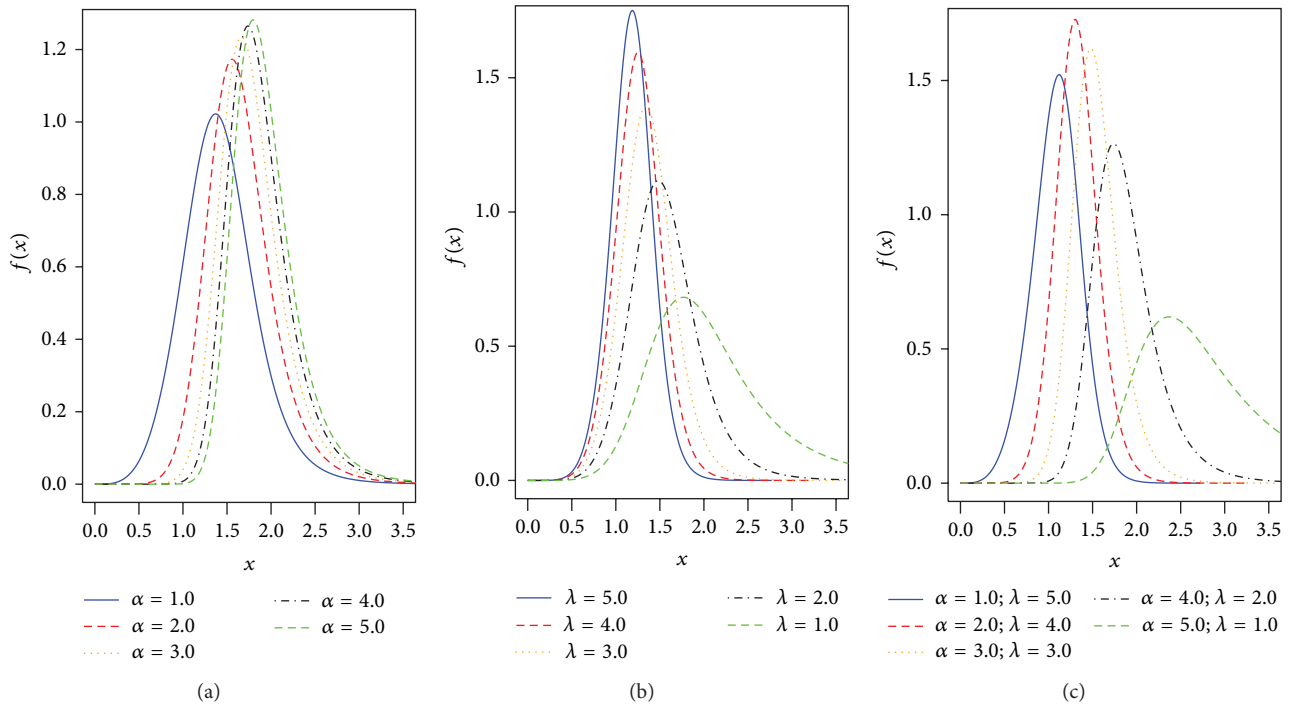 f(x)
1.2
1.0
0.8
0.6
0.4
0.2
0.0
0.0 0.5 1.0 1.5 2.0 2.5 3.0 3.5
x
α = 1.0
α = 2.0
α = 3.0
α = 4.0
α = 5.0
(a)
f(x)
1.5
1.0
0.5
0.0
0.0 0.5 1.0 1.5 2.0 2.5 3.0 3.5
x
λ = 5.0
λ = 4.0
λ = 3.0
λ = 2.0
λ = 1.0
(b)
f(x)
1.5
1.0
0.5
0.0
0.0 0.5 1.0 1.5 2.0 2.5 3.0 3.5
x
α = 1.0; λ = 5.0
α = 2.0; λ = 4.0
α = 3.0; λ = 3.0
α = 4.0; λ = 2.0
α = 5.0; λ = 1.0
(c)